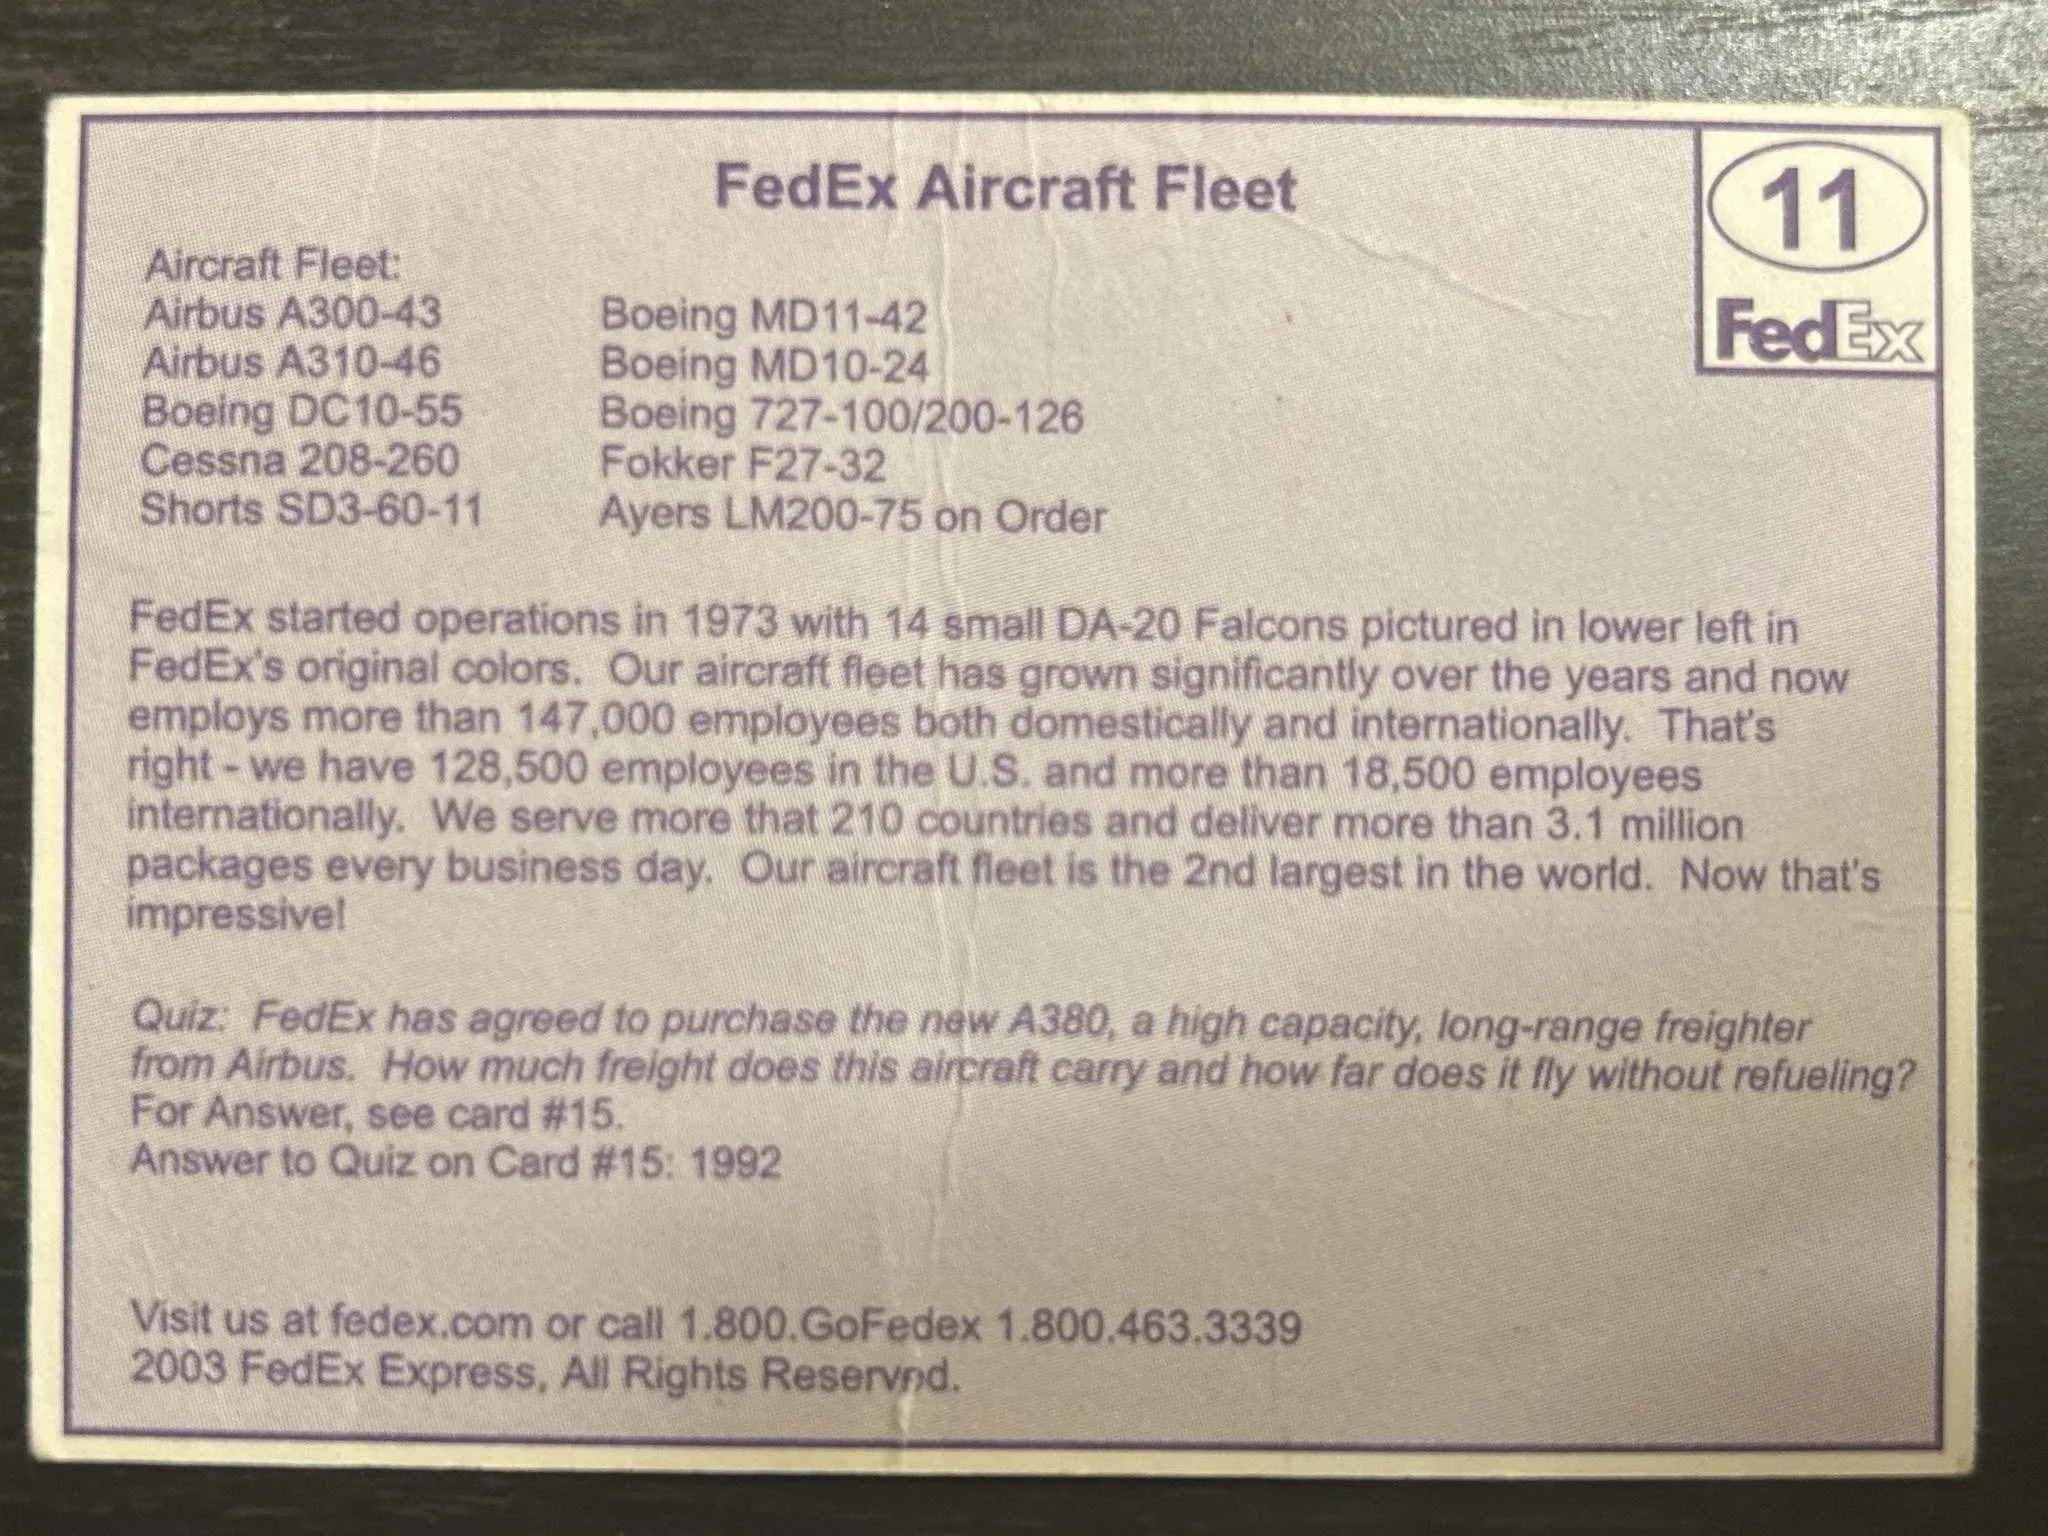 FedEx Aircraft Fleet
11
FedEx
Aircraft Fleet:
Airbus A300-43
Airbus A310-46
Boeing DC10-55
Cessna 208-260
Shorts SD3-60-11
Boeing MD11-42
Boeing MD10-24
Boeing 727-100/200-126
Fokker F27-32
Ayers LM200-75 on Order
FedEx started operations in 1973 with 14 small DA-20 Falcons pictured in lower left in
FedEx's original colors. Our aircraft fleet has grown significantly over the years and now
employs more than 147,000 employees both domestically and internationally. That's
right - we have 128,500 employees in the U.S. and more than 18,500 employees
internationally. We serve more that 210 countries and deliver more than 3.1 million
packages every business day. Our aircraft fleet is the 2nd largest in the world. Now that's
impressive!
Quiz: FedEx has agreed to purchase the new A380, a high capacity, long-range freighter
from Airbus. How much freight does this aircraft carry and how far does it fly without refueling?
For Answer, see card #15.
Answer to Quiz on Card #15: 1992
Visit us at fedex.com or call 1.800.GoFedex 1.800.463.3339
2003 FedEx Express, All Rights Reserved.